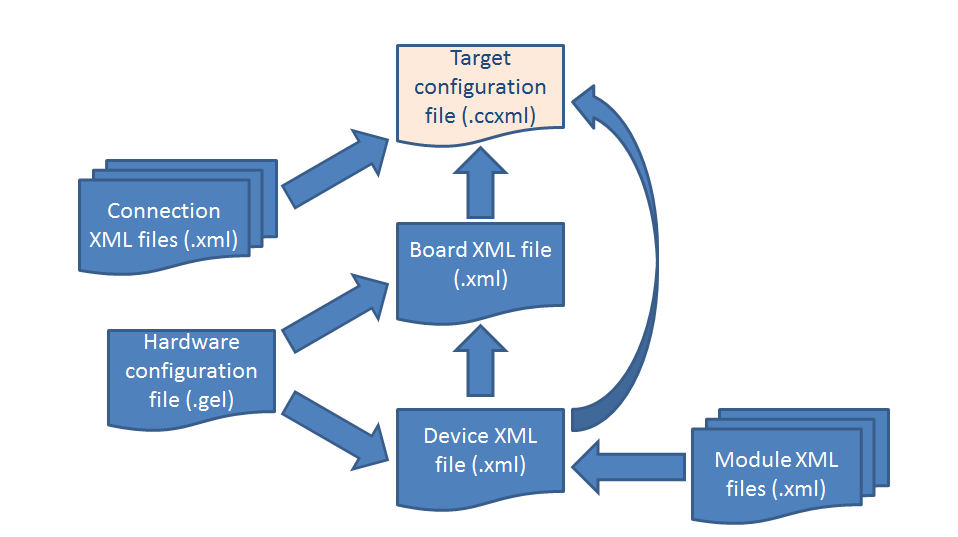 Target
configuration
file (.ccxml)
Connection
XML files (.xml)
Board XML file
(.xml)
Hardware
configuration
file (.gel)
Device XML
file (.xml)
Module XML
files (.xml)